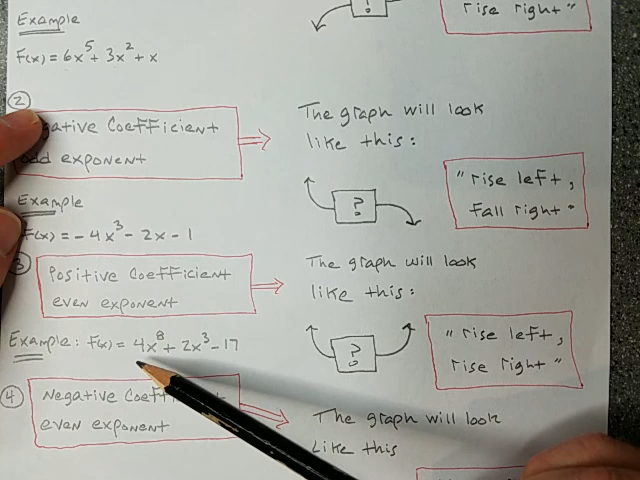 Example
rise right"
F(x) = 6x⁵ + 3x² + x
?
2
gative Coefficient
odd exponent
The graph will look
like this:
?
"rise left,
Fall right"
Example
F(x) = -4x³ - 2x - 1
3
Positive Coefficient
even exponent
The graph will look
like this:
?
"rise left,
rise right"
Example: F(x) = 4x⁸ + 2x³ - 17
4
Negative
even exponent
The graph will look
Like this